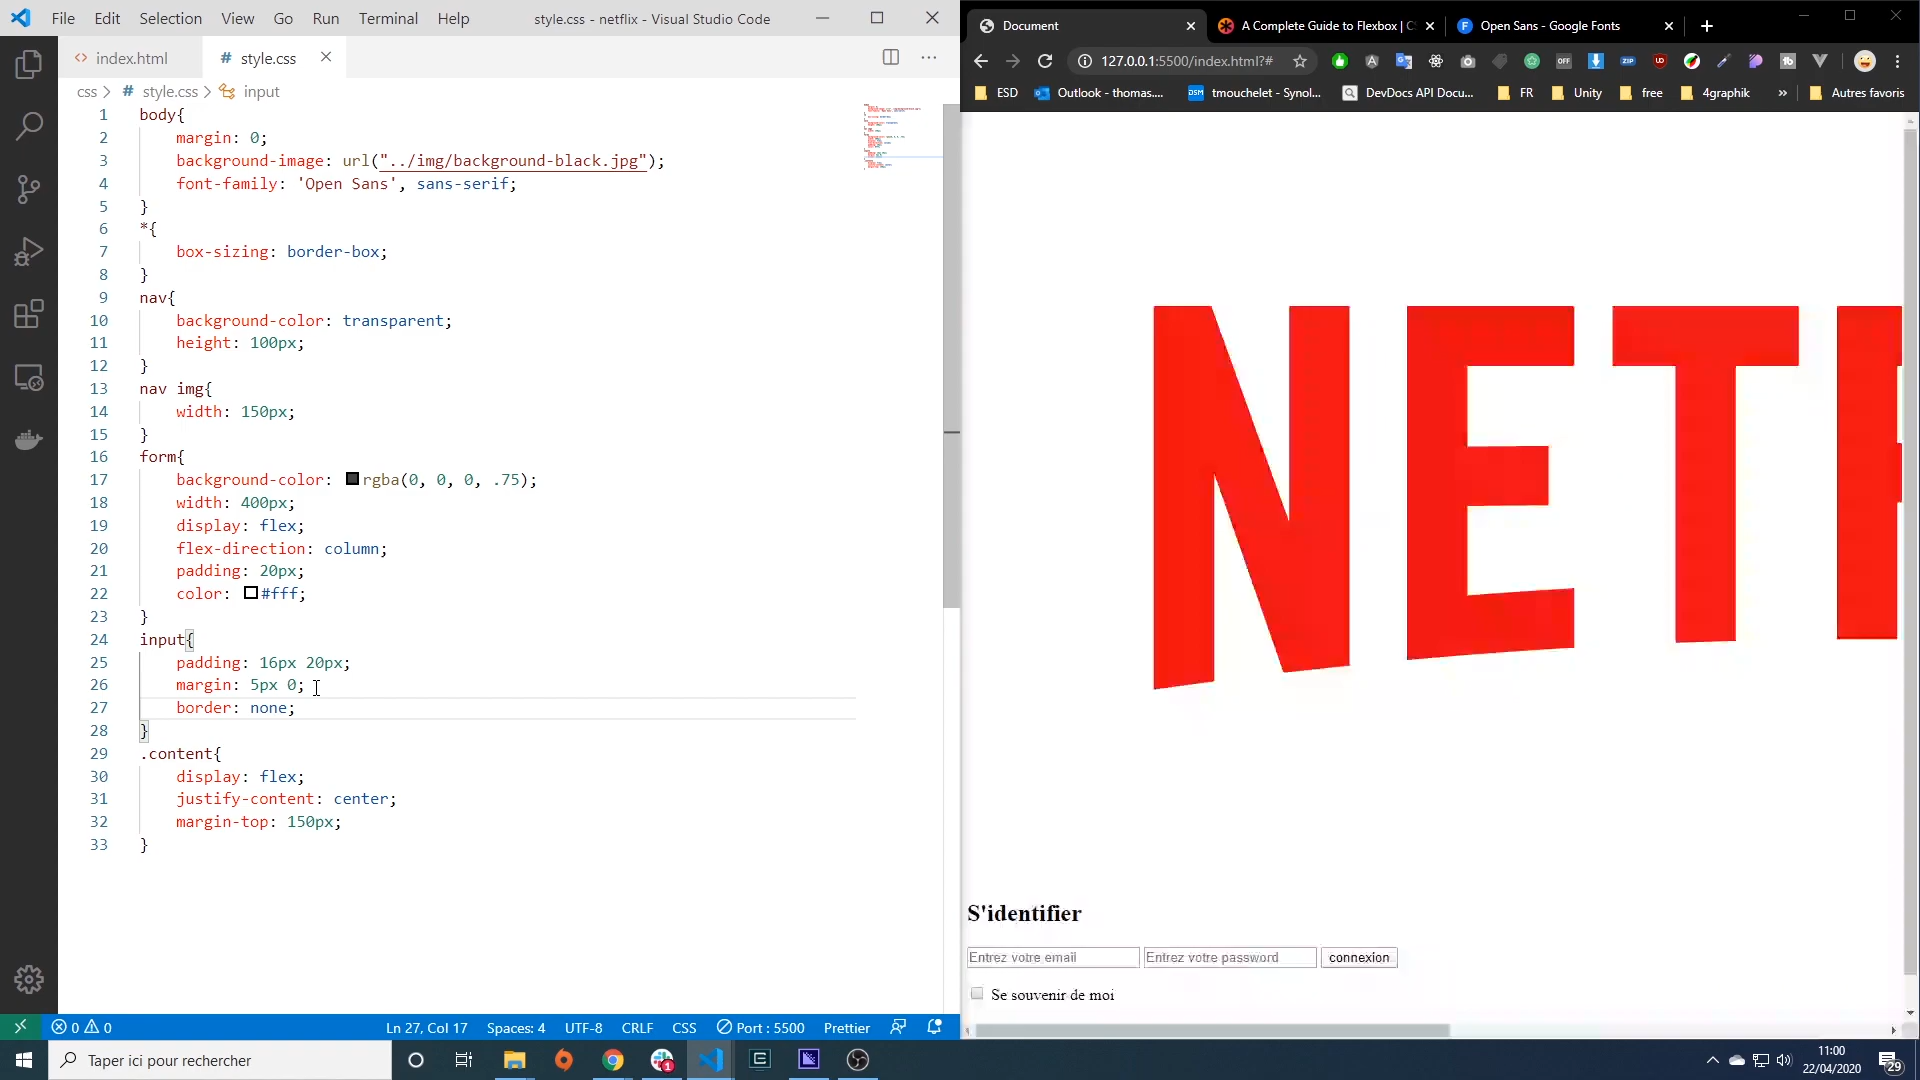 File Edit Selection View Go Run Terminal Help style.css - netflix - Visual Studio Code
index.html # style.css
css > # style.css > input
1 body{
2 margin: 0;
3 background-image: url("../img/background-black.jpg");
4 font-family: 'Open Sans', sans-serif;
5 }
6 *{
7 box-sizing: border-box;
8 }
9 nav{
10 background-color: transparent;
11 height: 100px;
12 }
13 nav img{
14 width: 150px;
15 }
16 form{
17 background-color: rgba(0, 0, 0, .75);
18 width: 400px;
19 display: flex;
20 flex-direction: column;
21 padding: 20px;
22 color: #fff;
23 }
24 input{
25 padding: 16px 20px;
26 margin: 5px 0;
27 border: none;
28 }
29 .content{
30 display: flex;
31 justify-content: center;
32 margin-top: 150px;
33 }
0 0 Ln 27, Col 17 Spaces: 4 UTF-8 CRLF CSS Port : 5500 Prettier
Document A Complete Guide to Flexbox | Open Sans - Google Fonts
127.0.0.1:5500/index.html?#
ESD Outlook - thomas.... tmouchelet - Synol... DevDocs API Docu... FR Unity free 4graphik » Autres favoris
NET
S'identifier
Entrez votre email Entrez votre password connexion
Se souvenir de moi
Taper ici pour rechercher
11:00
22/04/2020
29